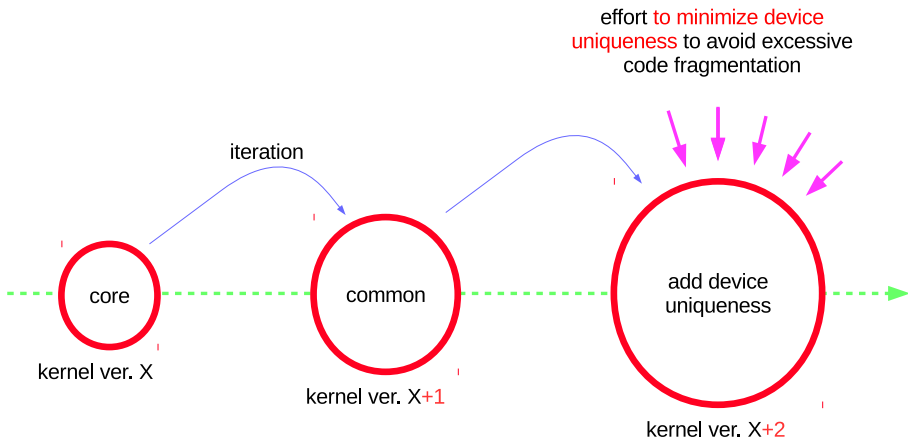 effort to minimize device
uniqueness to avoid excessive
code fragmentation
iteration
core
common
add device
uniqueness
kernel ver. X
kernel ver. X+1
kernel ver. X+2